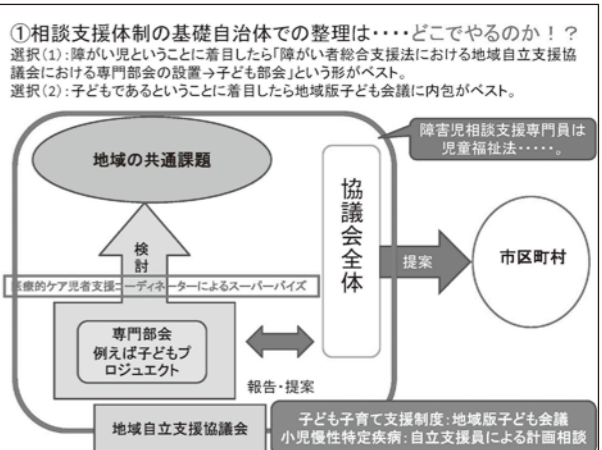 ①相談支援体制の基礎自治体での整理は・・・・どこでやるのか！？
選択(1)：障がい児ということに着目したら「障がい者総合支援法における地域自立支援協
議会における専門部会の設置→子ども部会」という形がベスト。
選択(2)：子どもであるということに着目したら地域版子ども会議に内包がベスト。
障害児相談支援専門員は
児童福祉法・・・・・。
地域の共通課題
協議会全体
検討
提案
市区町村
医療的ケア児者支援コーディネーターによるスーパーバイズ
専門部会
例えば子どもプ
ロジュエクト
報告・提案
地域自立支援協議会
子ども子育て支援制度：地域版子ども会議
小児慢性特定疾病：自立支援員による計画相談